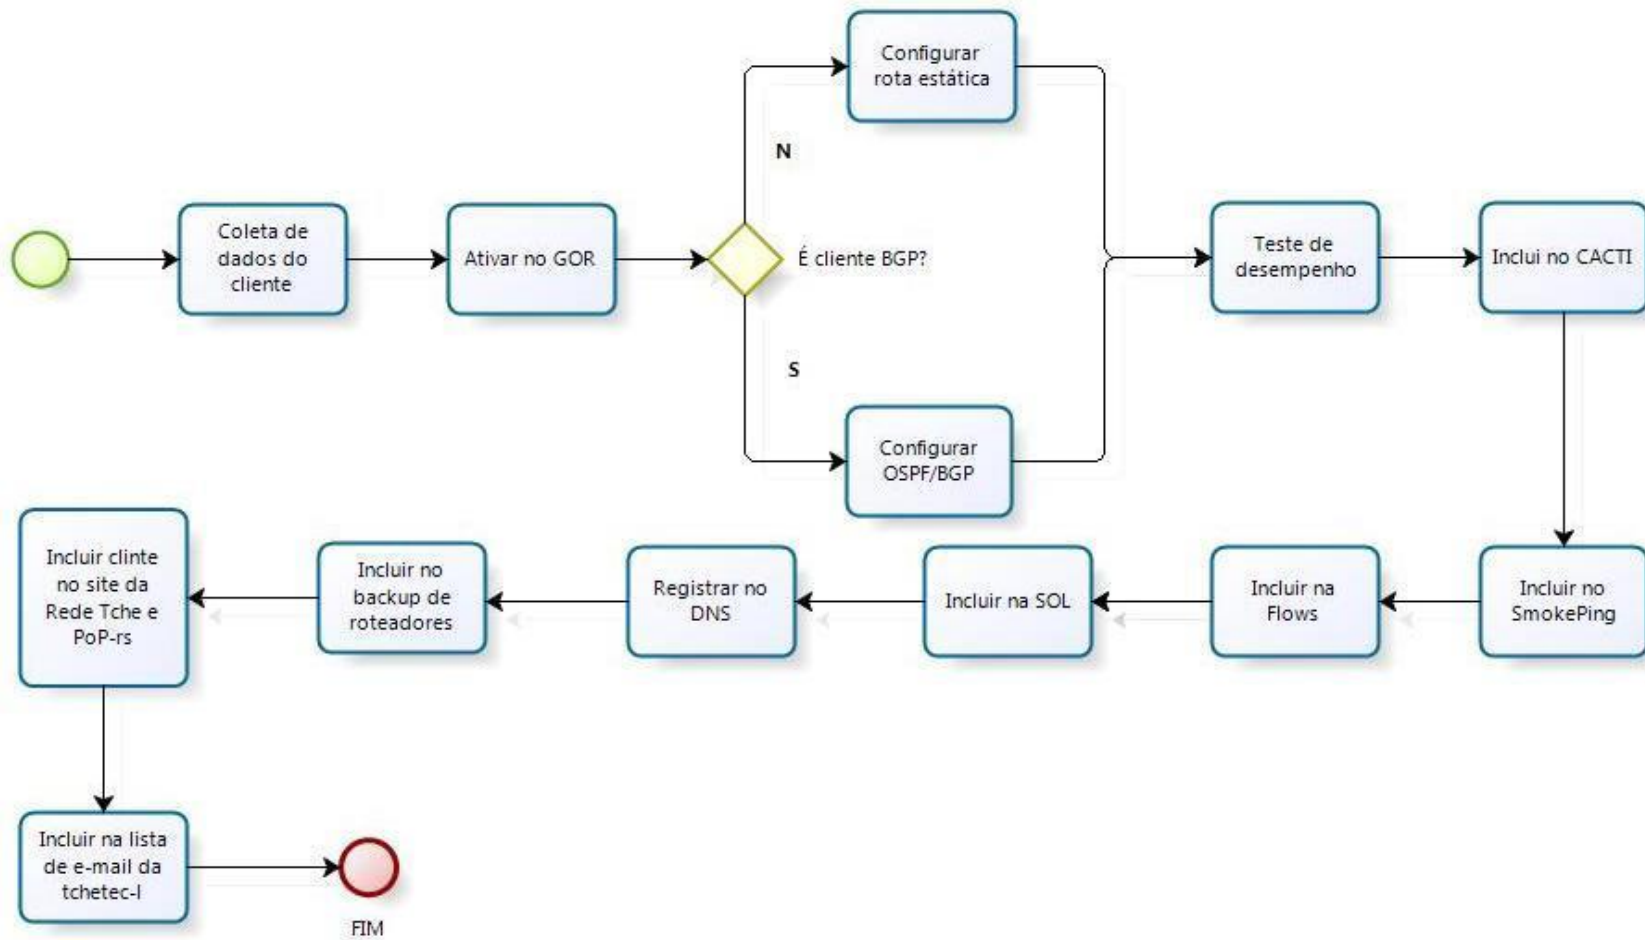 Coleta de
dados do
cliente
Ativar no GOR
É cliente BGP?
N
Configurar
rota estática
S
Configurar
OSPF/BGP
Teste de
desempenho
Inclui no CACTI
Incluir no
SmokePing
Incluir na
Flows
Incluir na SOL
Registrar no
DNS
Incluir no
backup de
roteadores
Incluir clinte
no site da
Rede Tche e
PoP-rs
Incluir na lista
de e-mail da
tchetec-l
FIM